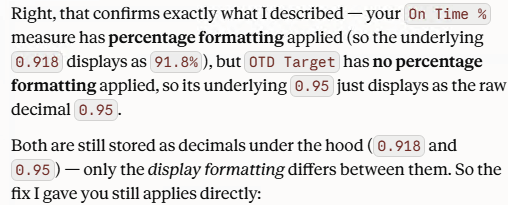 Right, that confirms exactly what I described — your On Time %
measure has percentage formatting applied (so the underlying
0.918 displays as 91.8%), but OTD Target has no percentage
formatting applied, so its underlying 0.95 just displays as the raw
decimal 0.95.
Both are still stored as decimals under the hood (0.918 and
0.95) — only the display formatting differs between them. So the
fix I gave you still applies directly: